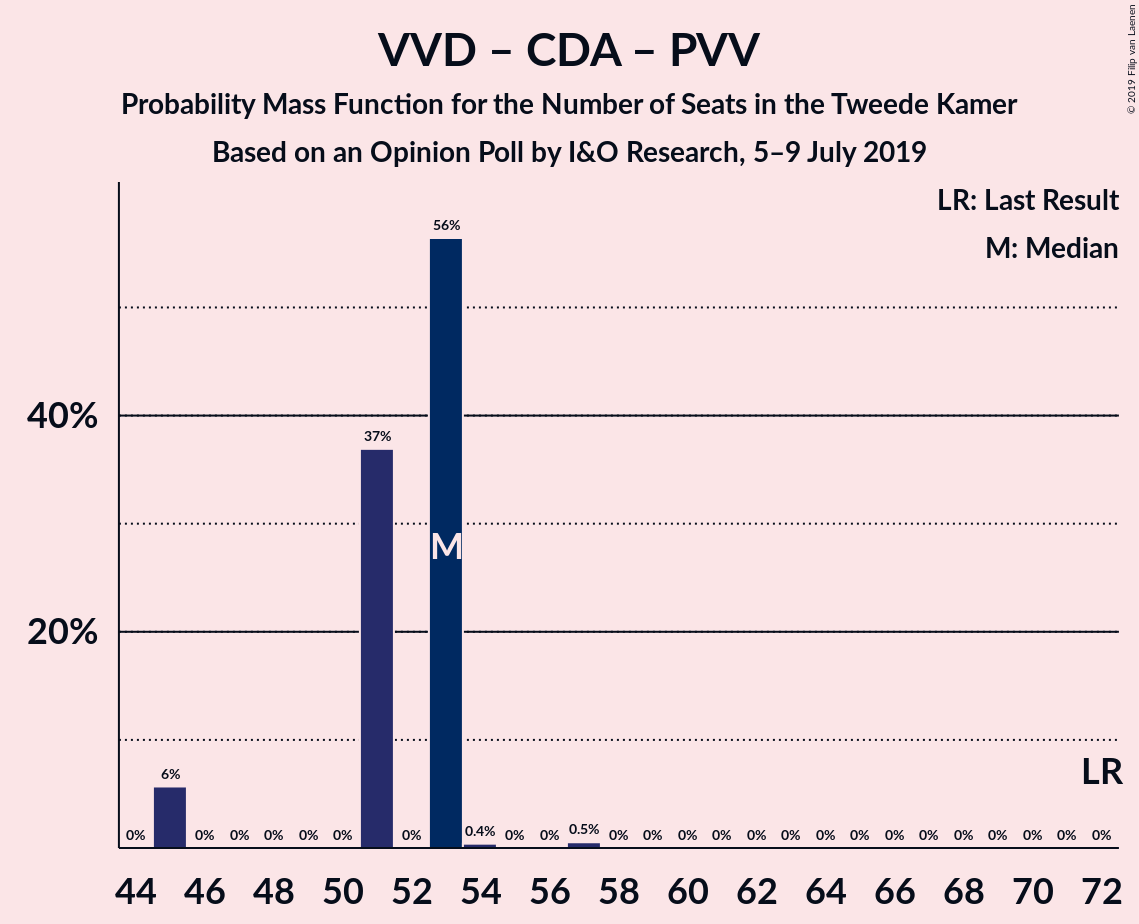 VVD – CDA – PVV
Probability Mass Function for the Number of Seats in the Tweede Kamer
Based on an Opinion Poll by I&O Research, 5–9 July 2019
© 2019 Filip van Laenen
LR: Last Result
M: Median
56%
40%
37%
M
20%
LR
6%
0% 0% 0% 0% 0% 0% 0% 0.4% 0% 0% 0.5% 0% 0% 0% 0% 0% 0% 0% 0% 0% 0% 0% 0% 0% 0% 0%
44 46 48 50 52 54 56 58 60 62 64 66 68 70 72